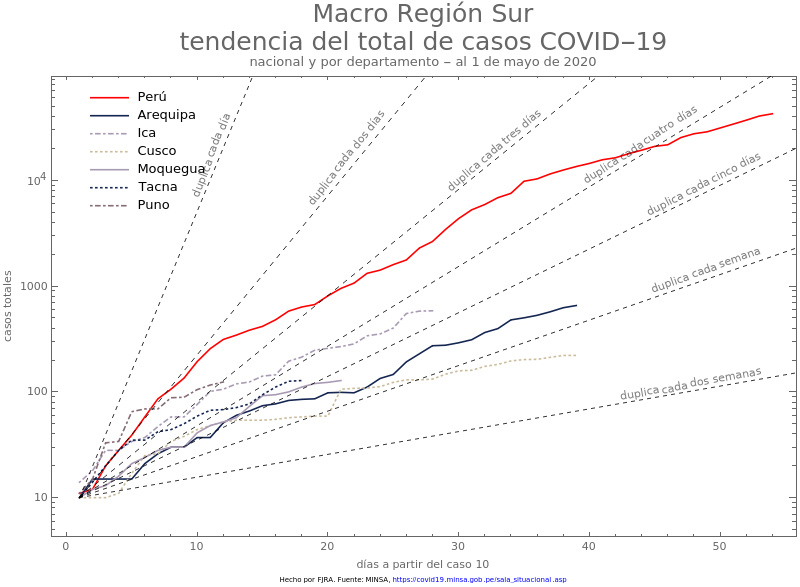 Macro Región Sur
tendencia del total de casos COVID−19
nacional y por departamento − al 1 de mayo de 2020
Perú
Arequipa
Ica
Cusco
Moquegua
Tacna
Puno
duplica cada día
duplica cada dos días
duplica cada tres días
duplica cada cuatro días
duplica cada cinco días
duplica cada semana
duplica cada dos semanas
casos totales
10⁴
1000
100
10
0 10 20 30 40 50
días a partir del caso 10
Hecho por FJRA. Fuente: MINSA, https://covid19.minsa.gob.pe/sala_situacional.asp